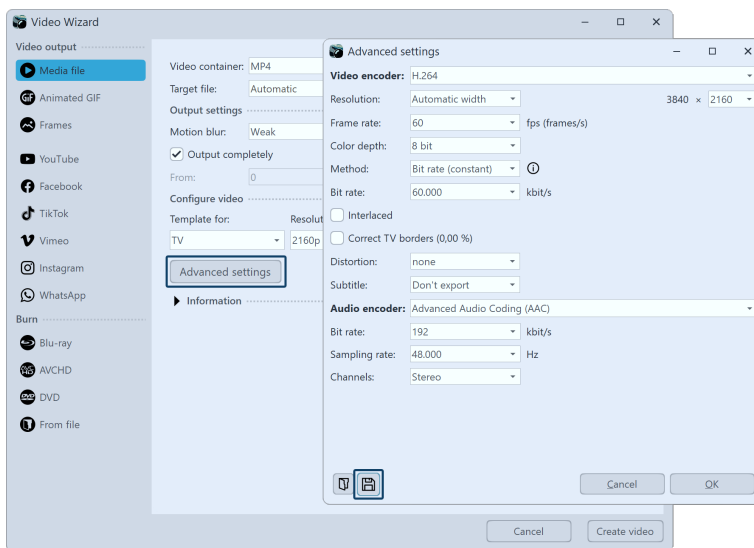 Video Wizard
Video output
Media file
GIF Animated GIF
Frames
YouTube
Facebook
TikTok
Vimeo
Instagram
WhatsApp
Burn
Blu-ray
AVCHD
DVD DVD
From file
Video container: MP4
Target file: Automatic
Output settings
Motion blur: Weak
Output completely
From: 0
Configure video
Template for: Resolut
TV 2160p
Advanced settings
Information
Cancel Create video
Advanced settings
Video encoder: H.264
Resolution: Automatic width 3840 × 2160
Frame rate: 60 fps (frames/s)
Color depth: 8 bit
Method: Bit rate (constant)
Bit rate: 60.000 kbit/s
Interlaced
Correct TV borders (0,00 %)
Distortion: none
Subtitle: Don't export
Audio encoder: Advanced Audio Coding (AAC)
Bit rate: 192 kbit/s
Sampling rate: 48.000 Hz
Channels: Stereo
Cancel OK